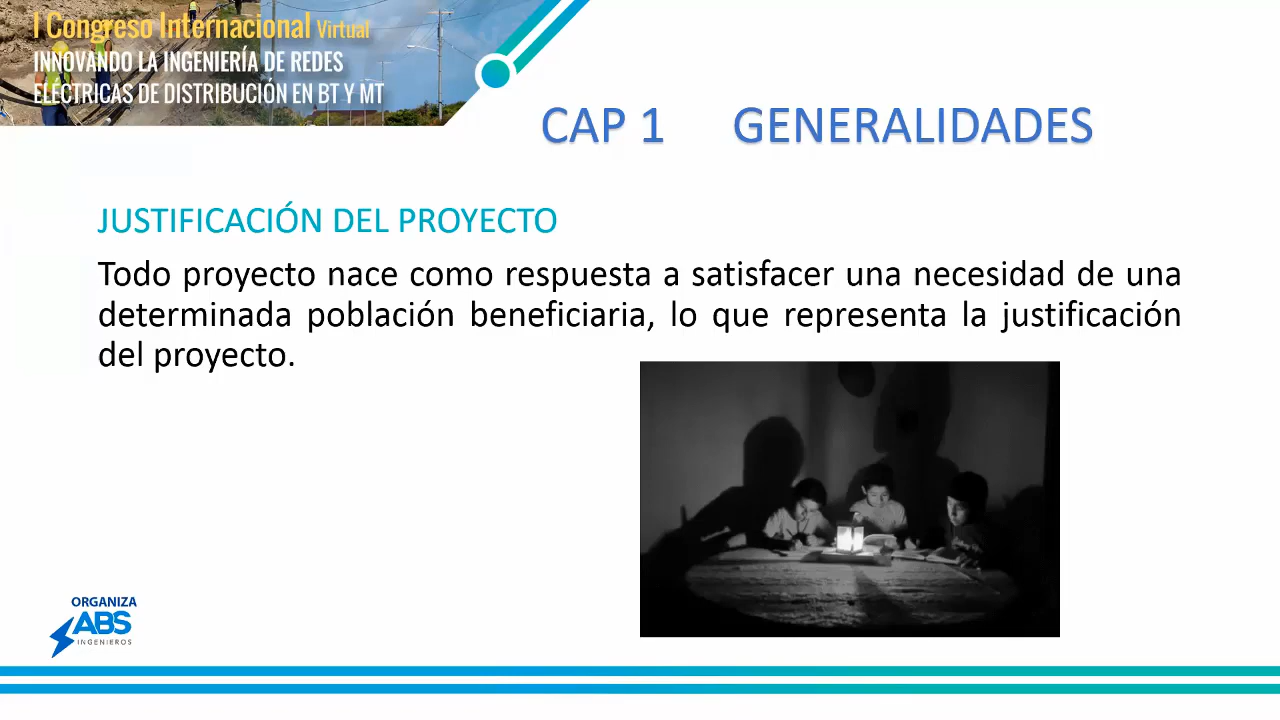 I Congreso Internacional Virtual
INNOVANDO LA INGENIERÍA DE REDES
ELÉCTRICAS DE DISTRIBUCIÓN EN BT Y MT
CAP 1 GENERALIDADES
JUSTIFICACIÓN DEL PROYECTO
Todo proyecto nace como respuesta a satisfacer una necesidad de una
determinada población beneficiaria, lo que representa la justificación
del proyecto.
ORGANIZA
ABS
INGENIEROS